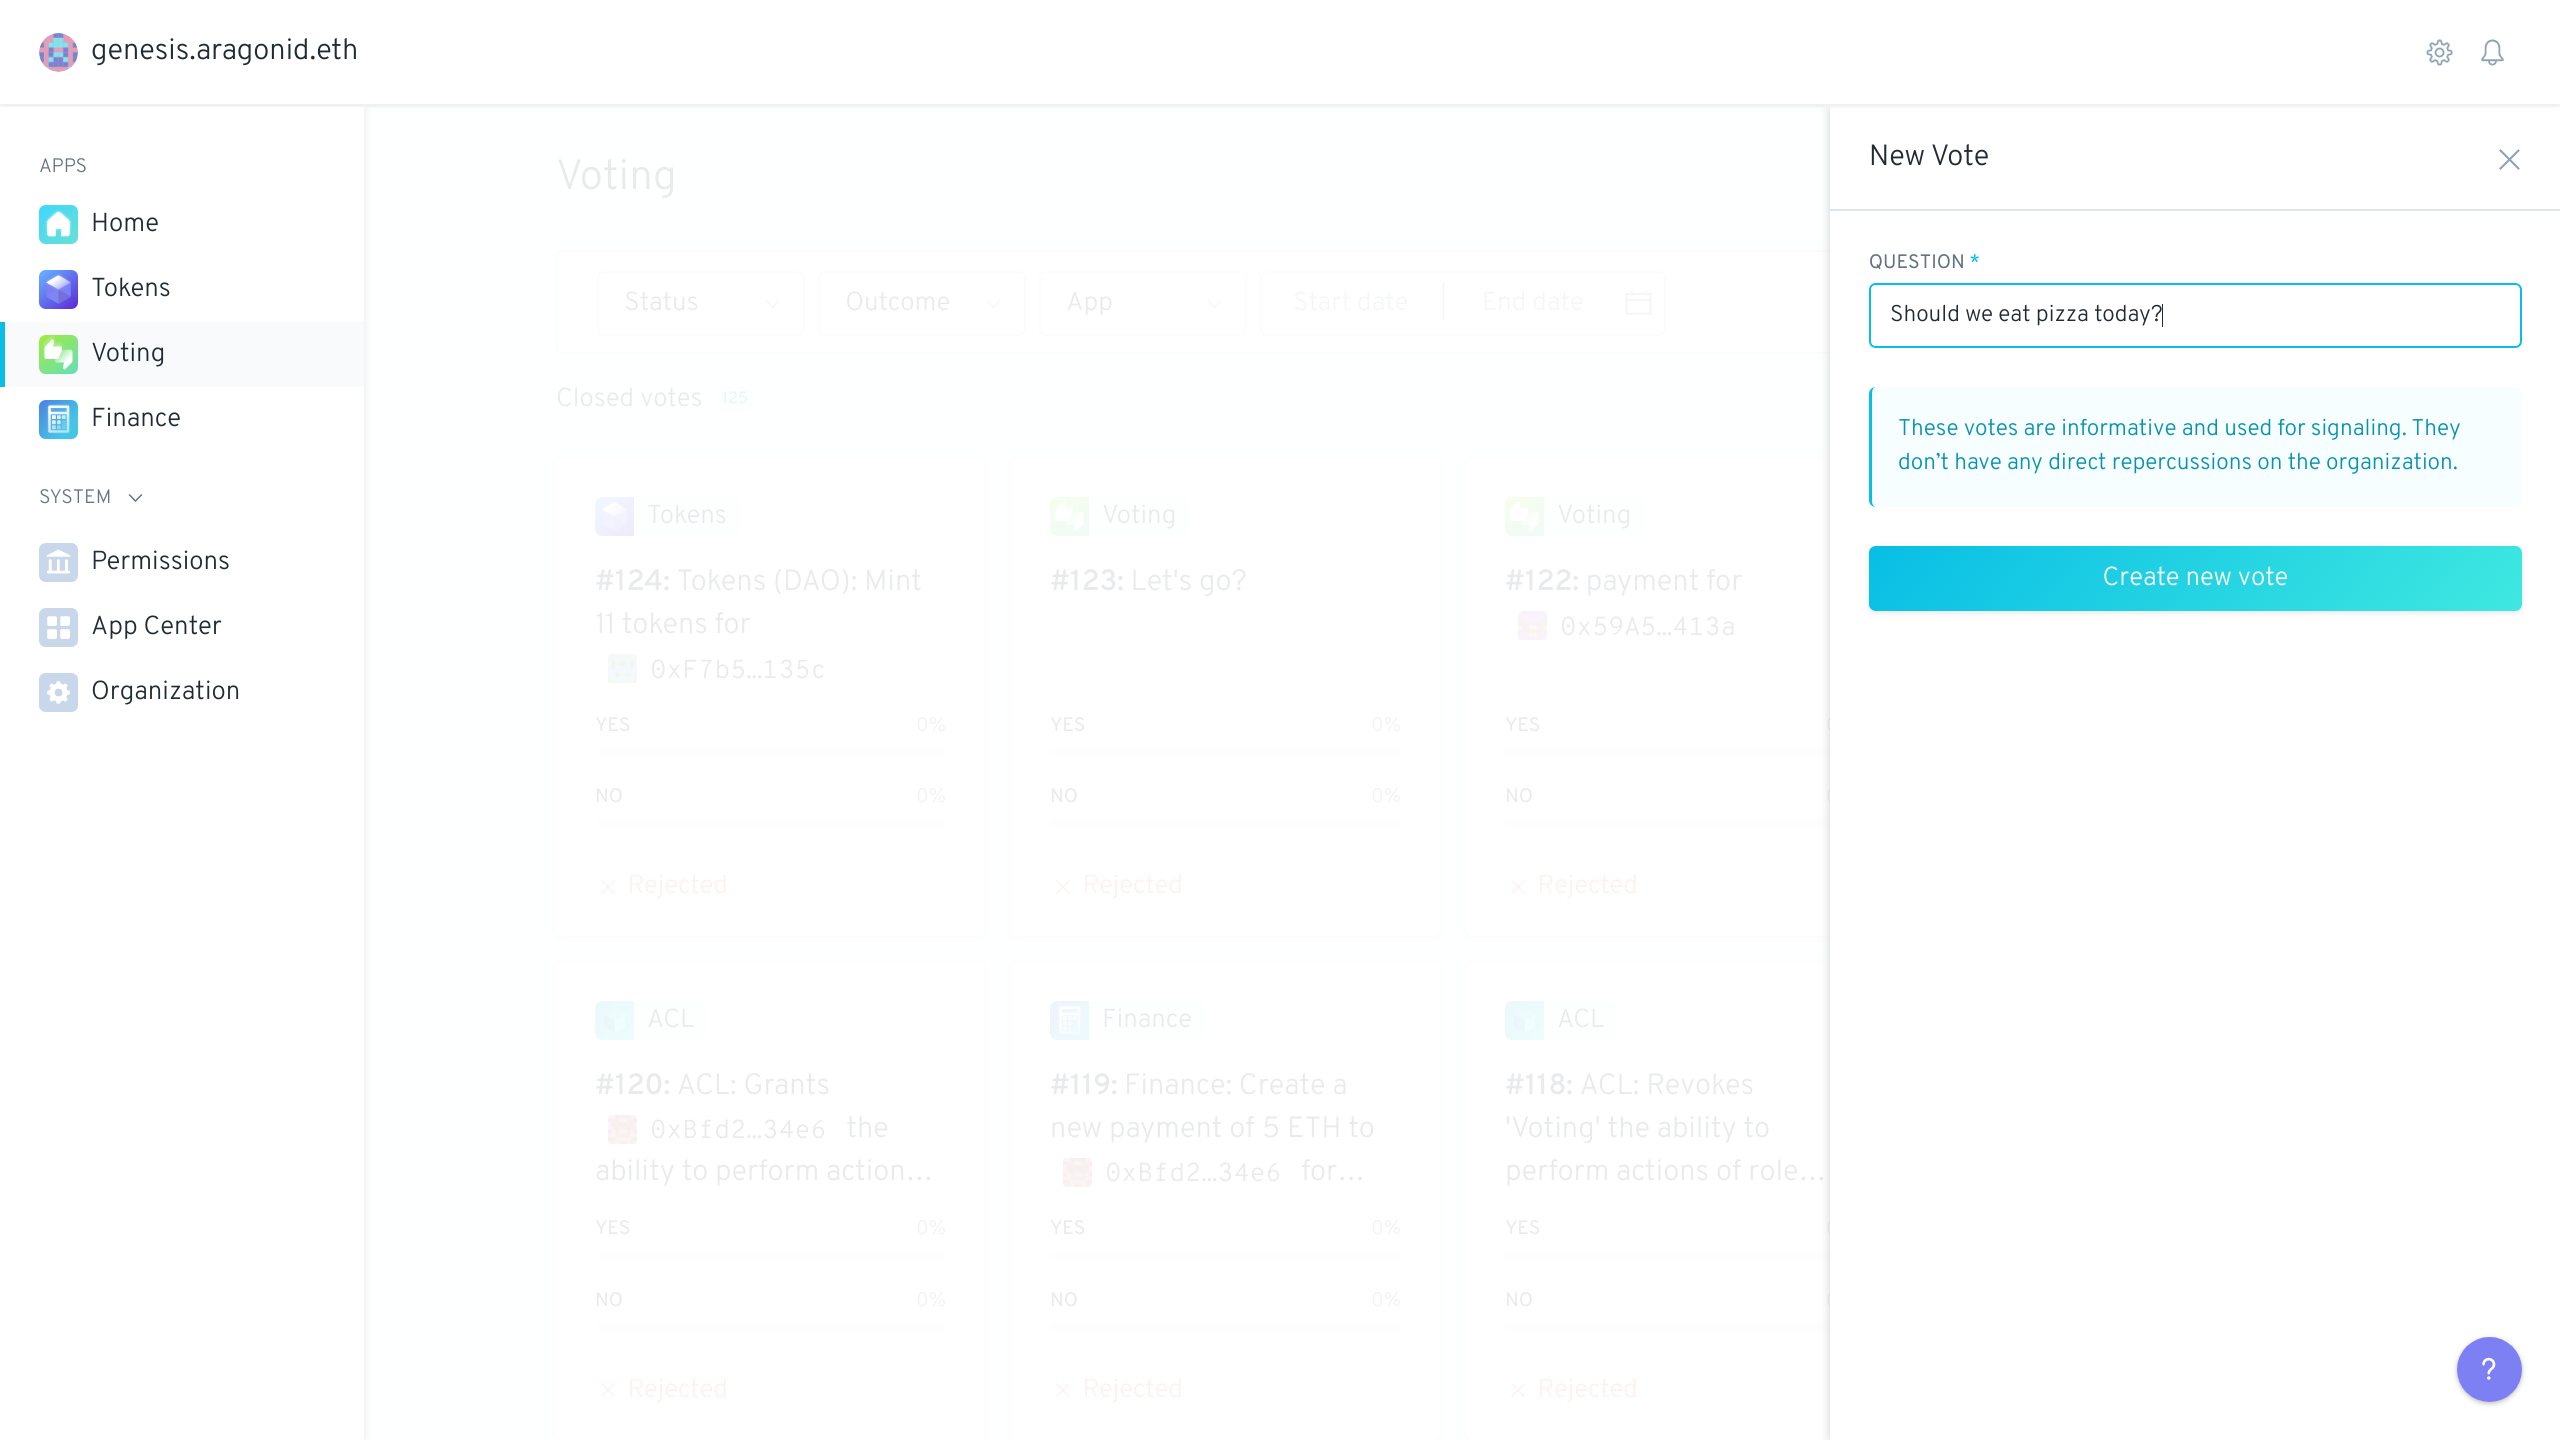 genesis.aragonid.eth
APPS
Home
Tokens
Voting
Finance
SYSTEM
Permissions
App Center
Organization
Voting
Status
Outcome
App
Start date
End date
Closed votes 125
Tokens
#124: Tokens (DAO): Mint
11 tokens for
0xF7b5…135c
YES 0%
NO 0%
Rejected
Voting
#123: Let's go?
YES 0%
NO 0%
Rejected
Voting
#122: payment for
0x59A5…413a
YES
NO
Rejected
ACL
#120: ACL: Grants
0xBfd2…34e6 the
ability to perform action…
YES 0%
NO 0%
Rejected
Finance
#119: Finance: Create a
new payment of 5 ETH to
0xBfd2…34e6 for…
YES 0%
NO 0%
Rejected
ACL
#118: ACL: Revokes
'Voting' the ability to
perform actions of role…
YES
NO
Rejected
New Vote
QUESTION *
Should we eat pizza today?
These votes are informative and used for signaling. They
don’t have any direct repercussions on the organization.
Create new vote
?